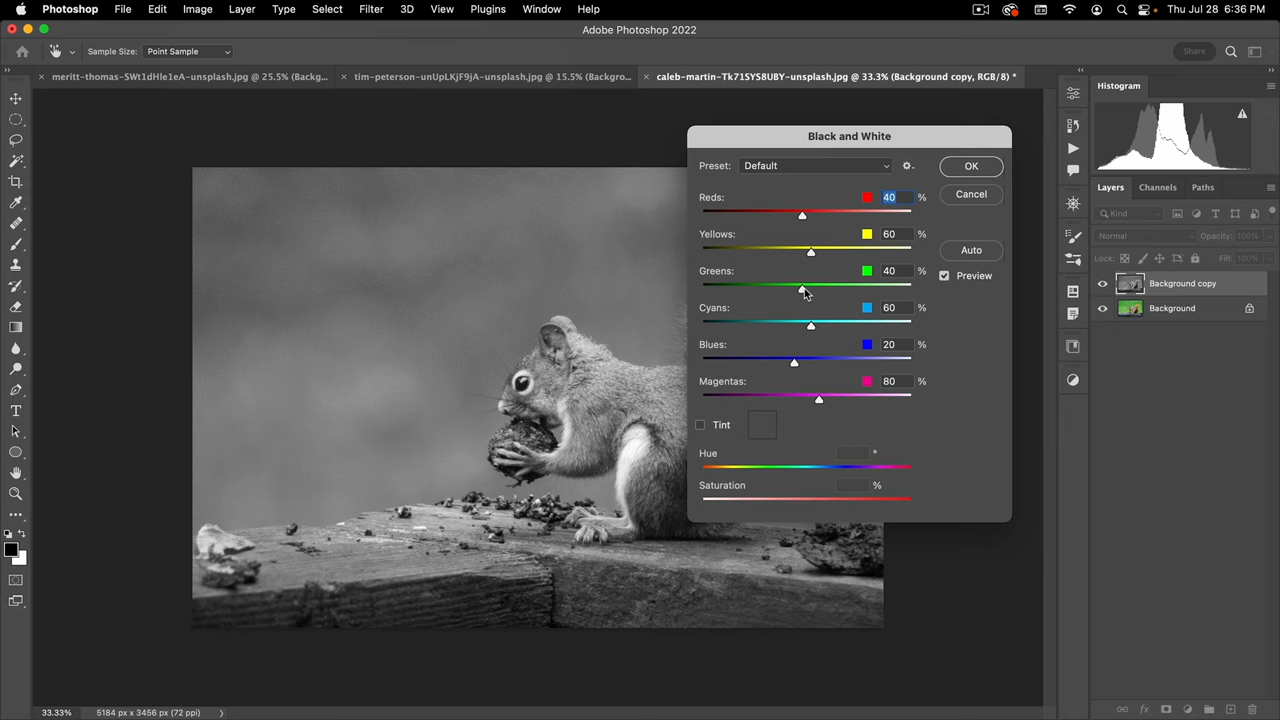 Photoshop File Edit Image Layer Type Select Filter 3D View Plugins Window Help Thu Jul 28 6:36 PM
Adobe Photoshop 2022
Sample Size: Point Sample Share
meritt-thomas-SWt1dHle1eA-unsplash.jpg @ 25.5% (Backg... tim-peterson-unUpLKjF9jA-unsplash.jpg @ 15.5% (Backgro... caleb-martin-Tk71SYS8UBY-unsplash.jpg @ 33.3% (Background copy, RGB/8) *
Histogram
Black and White
Preset: Default OK
Reds: 40 %
Cancel
Yellows: 60 %
Auto
Greens: 40 %
Preview
Cyans: 60 %
Blues: 20 %
Magentas: 80 %
Tint
Hue °
Saturation %
Layers Channels Paths
Kind
Normal Opacity: 100%
Lock: Fill: 100%
Background copy
Background
33.33% 5184 px x 3456 px (72 ppi)